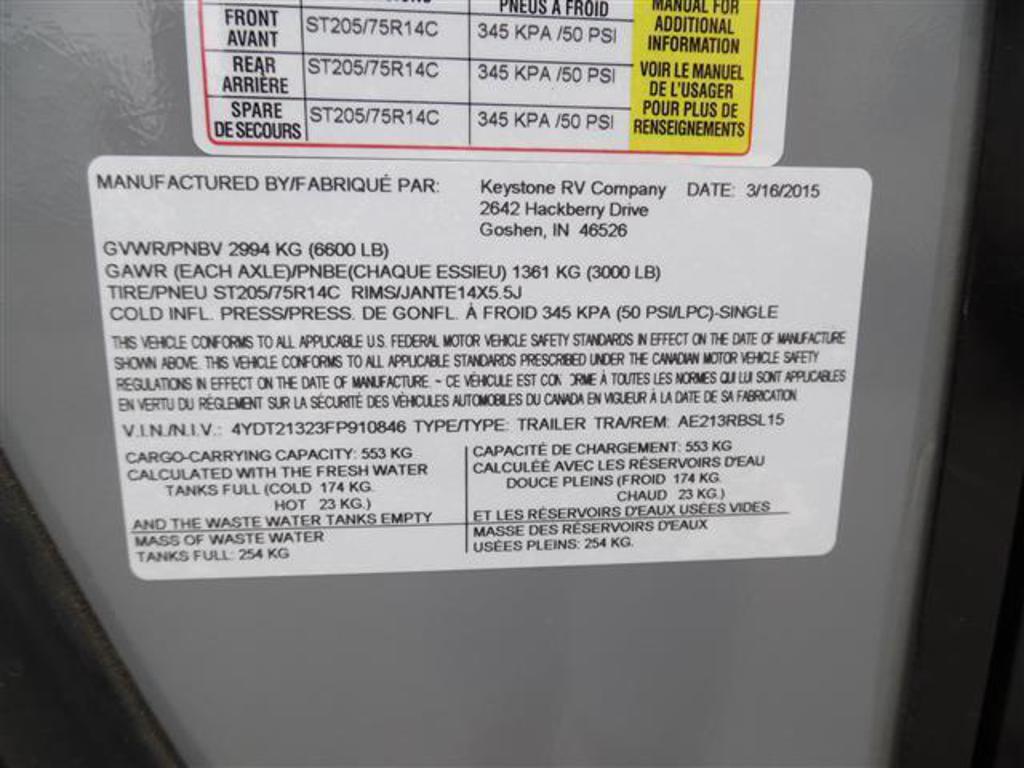 PNEUS À FROID
MANUAL FOR
ADDITIONAL
INFORMATION
FRONT
AVANT
ST205/75R14C
345 KPA /50 PSI
REAR
ARRIÈRE
ST205/75R14C
345 KPA /50 PSI
VOIR LE MANUEL
DE L'USAGER
POUR PLUS DE
RENSEIGNEMENTS
SPARE
DE SECOURS
ST205/75R14C
345 KPA /50 PSI
MANUFACTURED BY/FABRIQUÉ PAR: Keystone RV Company DATE: 3/16/2015
2642 Hackberry Drive
Goshen, IN 46526
GVWR/PNBV 2994 KG (6600 LB)
GAWR (EACH AXLE)/PNBE(CHAQUE ESSIEU) 1361 KG (3000 LB)
TIRE/PNEU ST205/75R14C RIMS/JANTE14X5.5J
COLD INFL. PRESS/PRESS. DE GONFL. À FROID 345 KPA (50 PSI/LPC)-SINGLE
THIS VEHICLE CONFORMS TO ALL APPLICABLE U.S. FEDERAL MOTOR VEHICLE SAFETY STANDARDS IN EFFECT ON THE DATE OF MANUFACTURE
SHOWN ABOVE. THIS VEHICLE CONFORMS TO ALL APPLICABLE STANDARDS PRESCRIBED UNDER THE CANADIAN MOTOR VEHICLE SAFETY
REGULATIONS IN EFFECT ON THE DATE OF MANUFACTURE. - CE VÉHICULE EST À TOUTES LES NORMES QUI LUI SONT APPLICABLES
EN VERTU DU RÉGLEMENT SUR LA SÉCURITÉ DES VÉHICULES AUTOMOBILES DU CANADA EN VIGUEUR À LA DATE DE SA FABRICATION.
V.I.N./N.I.V.: 4YDT21323FP910846 TYPE/TYPE: TRAILER TRA/REM: AE213RBSL15
CARGO-CARRYING CAPACITY: 553 KG
CALCULATED WITH THE FRESH WATER
TANKS FULL (COLD 174 KG.
HOT 23 KG.)
AND THE WASTE WATER TANKS EMPTY
MASS OF WASTE WATER
TANKS FULL: 254 KG
CAPACITÉ DE CHARGEMENT: 553 KG
CALCULÉE AVEC LES RÉSERVOIRS D'EAU
DOUCE PLEINS (FROID 174 KG.
CHAUD 23 KG.)
ET LES RÉSERVOIRS D'EAUX USÉES VIDES
MASSE DES RÉSERVOIRS D'EAUX
USÉES PLEINS: 254 KG.